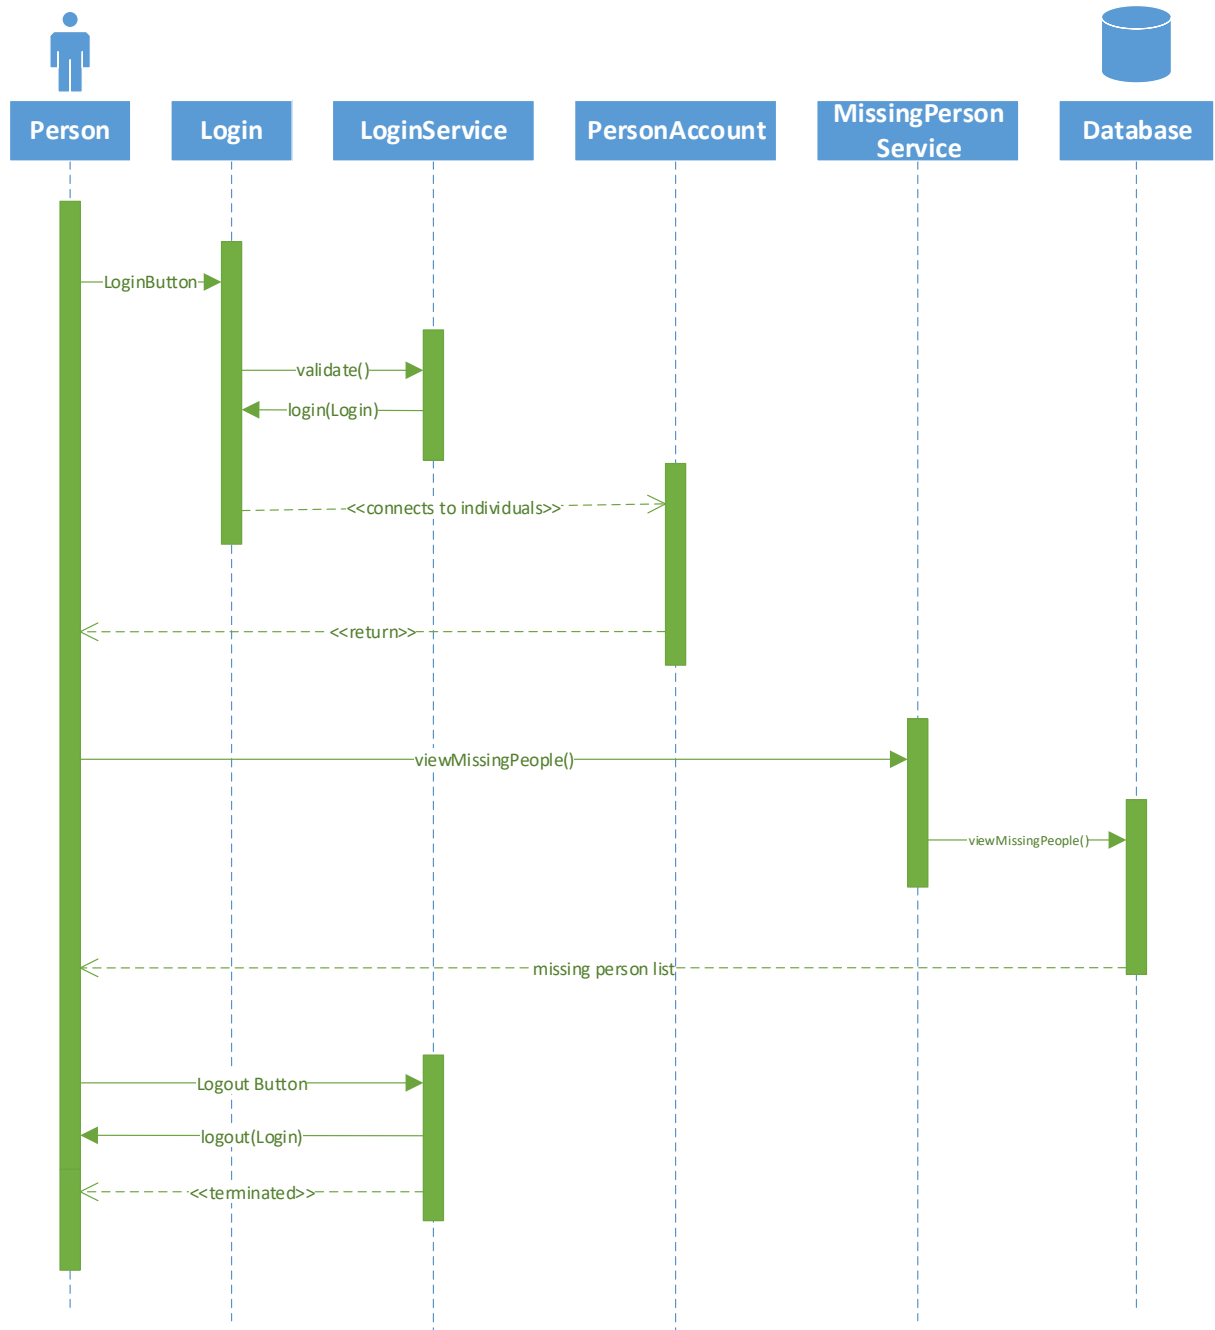 Person
Login
LoginService
PersonAccount
MissingPerson
Service
Database
LoginButton
validate()
login(Login)
<<connects to individuals>>
<<return>>
viewMissingPeople()
viewMissingPeople()
missing person list
Logout Button
logout(Login)
<<terminated>>